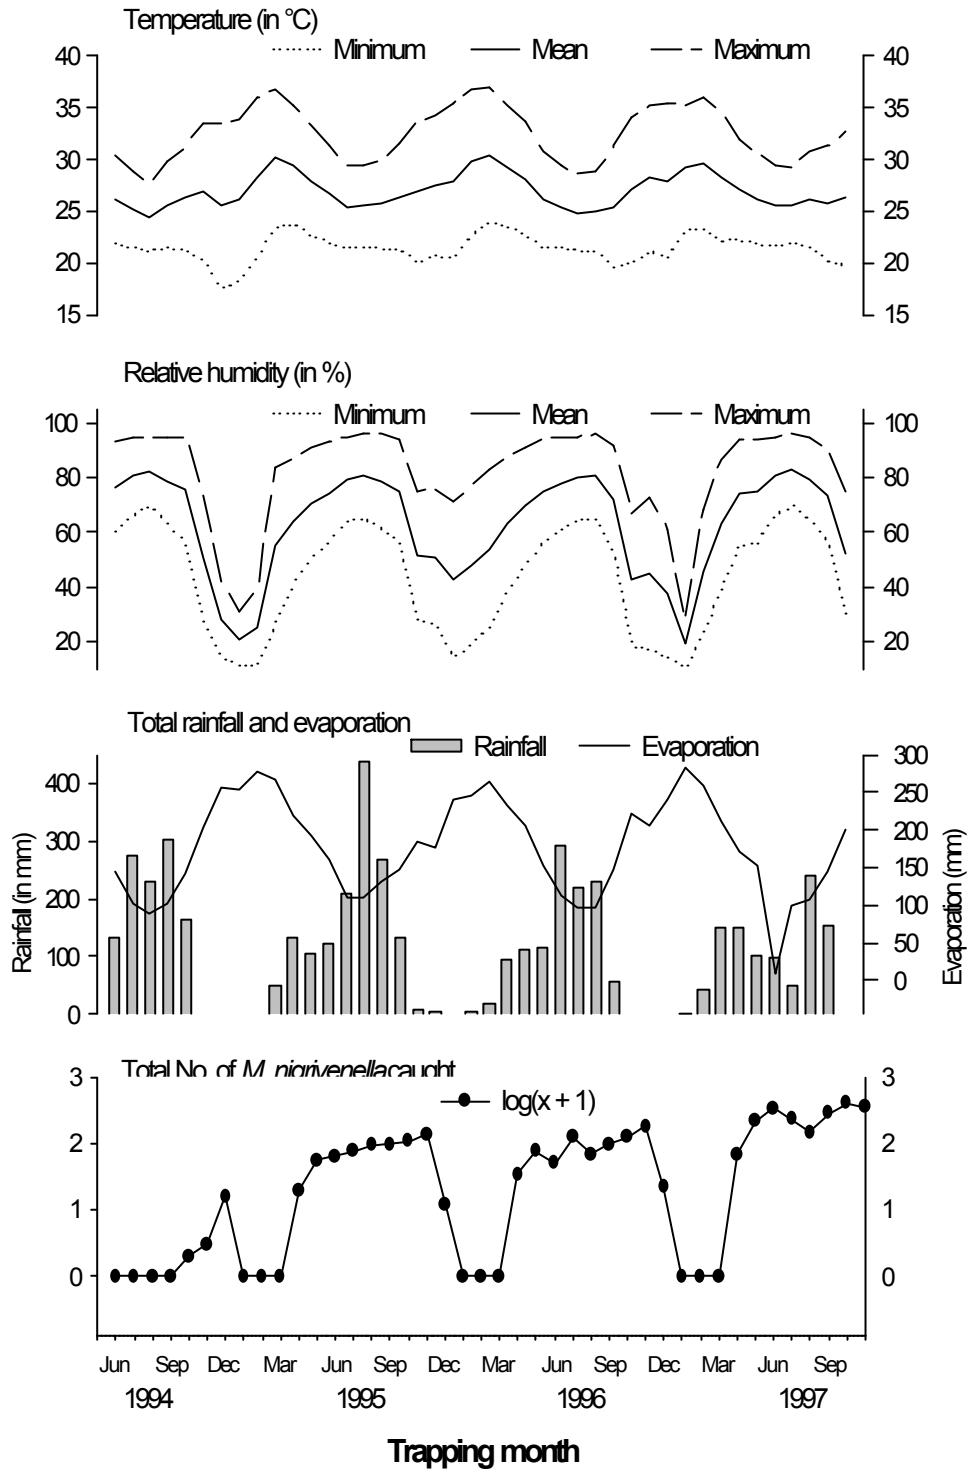 Temperature (in °C)
Minimum Mean Maximum
40 40
35 35
30 30
25 25
20 20
15 15
Relative humidity (in %)
Minimum Mean Maximum
100 100
80 80
60 60
40 40
20 20
Total rainfall and evaporation
Rainfall Evaporation
Rainfall (in mm)
400
300
200
100
0
300
250
200
150
100
50
0
Evaporation (mm)
Total No. of M. nigrivenella caught
log(x + 1)
3 3
2 2
1 1
0 0
Jun Sep Dec Mar Jun Sep Dec Mar Jun Sep Dec Mar Jun Sep
1994 1995 1996 1997
Trapping month